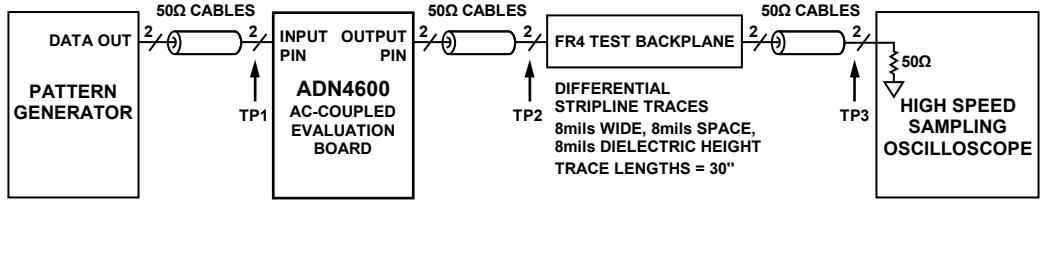 50Ω CABLES
50Ω CABLES
50Ω CABLES
DATA OUT
2
2
INPUT PIN
OUTPUT PIN
2
2
FR4 TEST BACKPLANE
2
2
50Ω
PATTERN
GENERATOR
TP1
ADN4600
AC-COUPLED
EVALUATION
BOARD
TP2
DIFFERENTIAL
STRIPLINE TRACES
8mils WIDE, 8mils SPACE,
8mils DIELECTRIC HEIGHT
TRACE LENGTHS = 30"
TP3
HIGH SPEED
SAMPLING
OSCILLOSCOPE